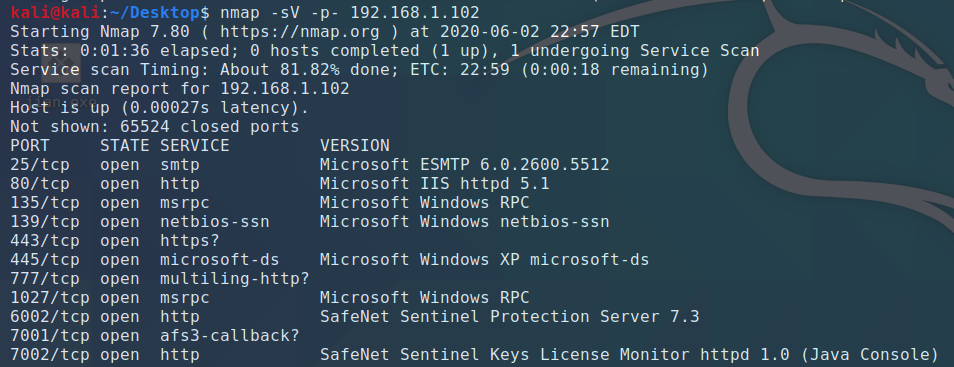 kali@kali:~/Desktop$ nmap -sV -p- 192.168.1.102
Starting Nmap 7.80 ( https://nmap.org ) at 2020-06-02 22:57 EDT
Stats: 0:01:36 elapsed; 0 hosts completed (1 up), 1 undergoing Service Scan
Service scan Timing: About 81.82% done; ETC: 22:59 (0:00:18 remaining)
Nmap scan report for 192.168.1.102
Host is up (0.00027s latency).
Not shown: 65524 closed ports
PORT     STATE SERVICE         VERSION
25/tcp   open  smtp            Microsoft ESMTP 6.0.2600.5512
80/tcp   open  http            Microsoft IIS httpd 5.1
135/tcp  open  msrpc           Microsoft Windows RPC
139/tcp  open  netbios-ssn     Microsoft Windows netbios-ssn
443/tcp  open  https?
445/tcp  open  microsoft-ds    Microsoft Windows XP microsoft-ds
777/tcp  open  multiling-http?
1027/tcp open  msrpc           Microsoft Windows RPC
6002/tcp open  http            SafeNet Sentinel Protection Server 7.3
7001/tcp open  afs3-callback?
7002/tcp open  http            SafeNet Sentinel Keys License Monitor httpd 1.0 (Java Console)